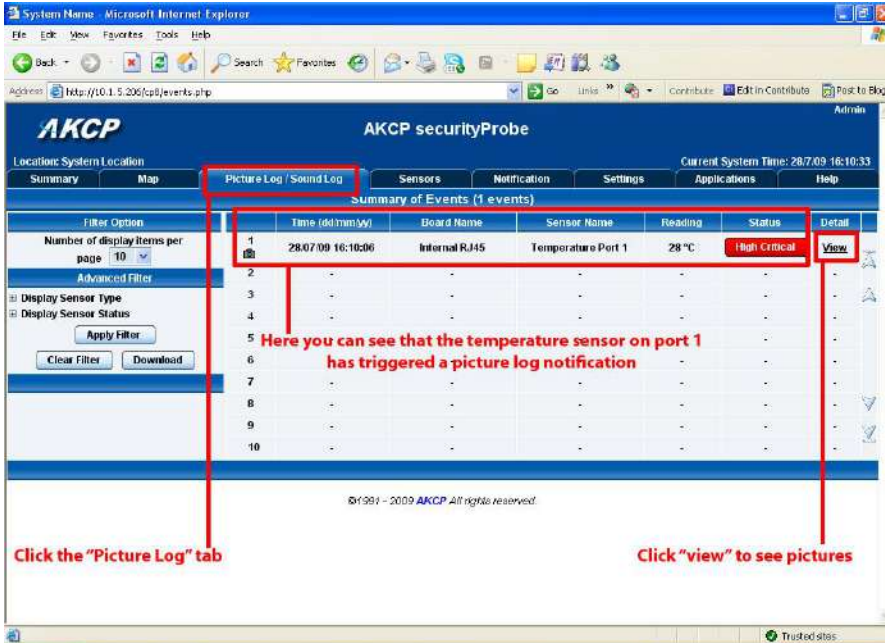 System Name - Microsoft Internet Explorer
File Edit View Favorites Tools Help
Back Search Favorites
Address http://10.1.5.206/cp8/events.php Go Links » Contribute Edit in Contribute Post to Blog
AKCP
AKCP securityProbe
Admin
Location: System Location
Current System Time: 28/7/09 16:10:33
Summary Map Picture Log / Sound Log Sensors Notification Settings Applications Help
Summary of Events (1 events)
Filter Option
Number of display items per
page 10
Advanced Filter
Display Sensor Type
Display Sensor Status
Apply Filter
Clear Filter Download
Time (dd/mm/yy) Board Name Sensor Name Reading Status Detail
1 28/07/09 16:10:06 Internal RJ45 Temperature Port 1 28 °C High Critical View
2 - - - - - -
3 - - - - - -
4 - - - - - -
5 - - - - - -
6 - - - - - -
7 - - - - - -
8 - - - - - -
9 - - - - - -
10 - - - - - -
Here you can see that the temperature sensor on port 1
has triggered a picture log notification
©1991 - 2009 AKCP All rights reserved.
Click the "Picture Log" tab
Click "view" to see pictures
Trusted sites